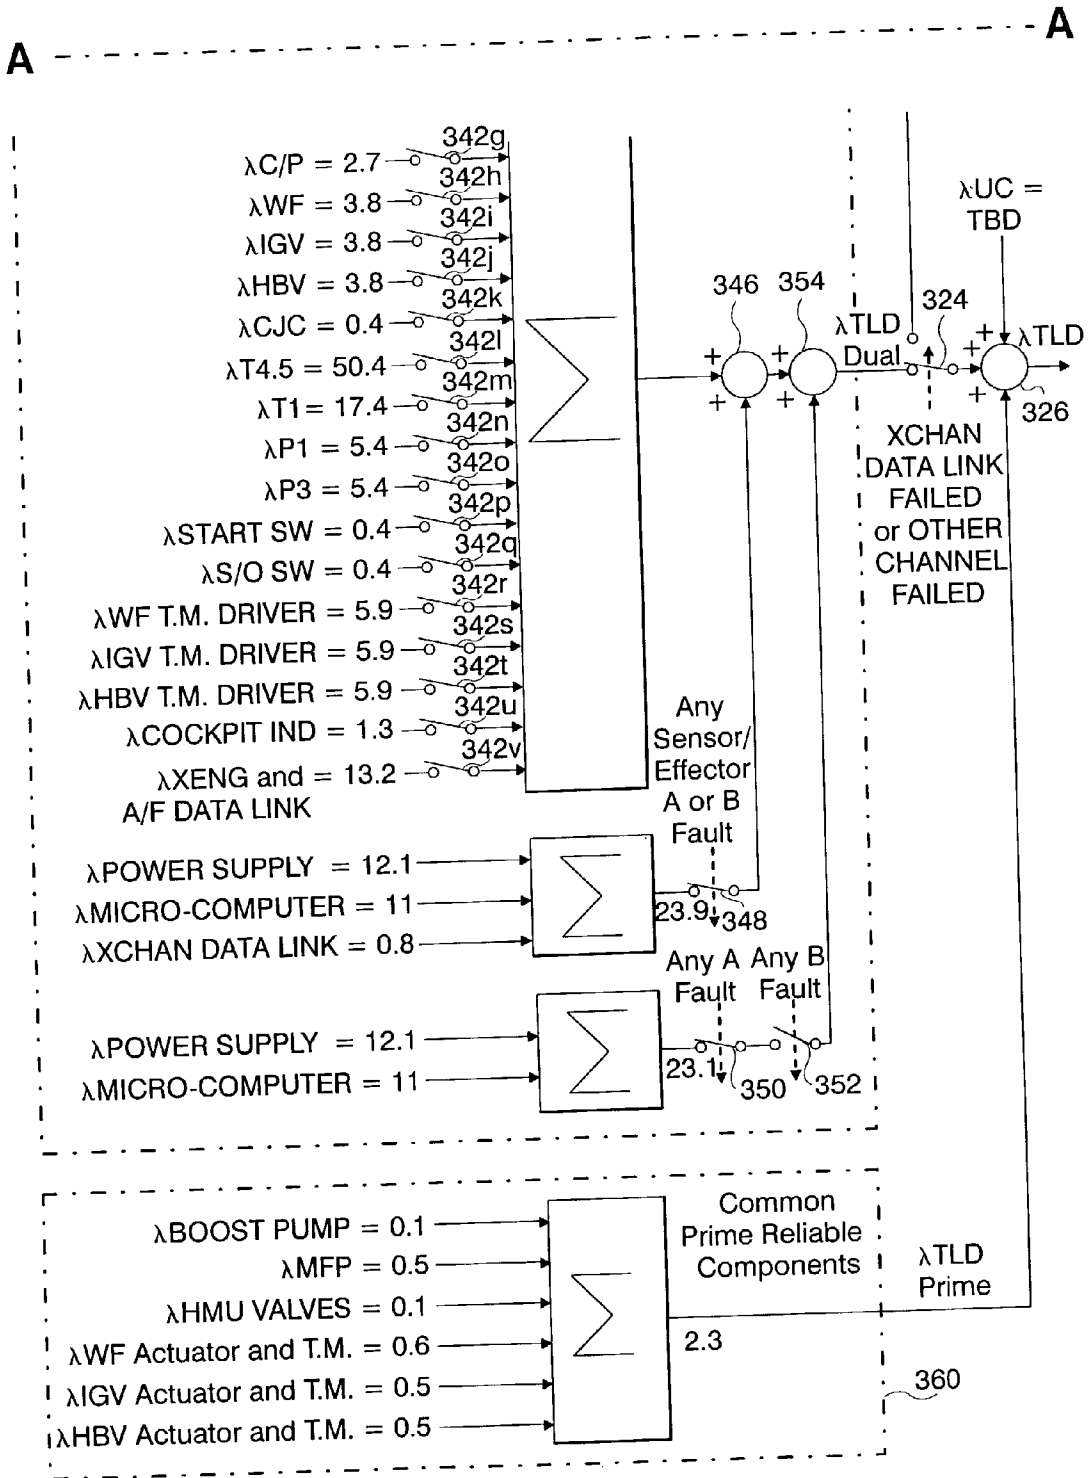 A A
342g
λC/P = 2.7
342h
λWF = 3.8
342i
λIGV = 3.8
342j
λHBV = 3.8
342k
λCJC = 0.4
342l
λT4.5 = 50.4
342m
λT1 = 17.4
342n
λP1 = 5.4
342o
λP3 = 5.4
342p
λSTART SW = 0.4
342q
λS/O SW = 0.4
342r
λWF T.M. DRIVER = 5.9
342s
λIGV T.M. DRIVER = 5.9
342t
λHBV T.M. DRIVER = 5.9
342u
λCOCKPIT IND = 1.3
342v
λXENG and = 13.2
A/F DATA LINK
Σ
346
354
+
+
+
+
λTLD
Dual
324
λUC =
TBD
+
+
+
λTLD
326
XCHAN
DATA LINK
FAILED
or OTHER
CHANNEL
FAILED
Any
Sensor/
Effector
A or B
Fault
λPOWER SUPPLY = 12.1
λMICRO-COMPUTER = 11
λXCHAN DATA LINK = 0.8
Σ
23.9
348
Any A
Fault
Any B
Fault
λPOWER SUPPLY = 12.1
λMICRO-COMPUTER = 11
Σ
23.1
350
352
λBOOST PUMP = 0.1
λMFP = 0.5
λHMU VALVES = 0.1
λWF Actuator and T.M. = 0.6
λIGV Actuator and T.M. = 0.5
λHBV Actuator and T.M. = 0.5
Σ
Common
Prime Reliable
Components
2.3
λTLD
Prime
360